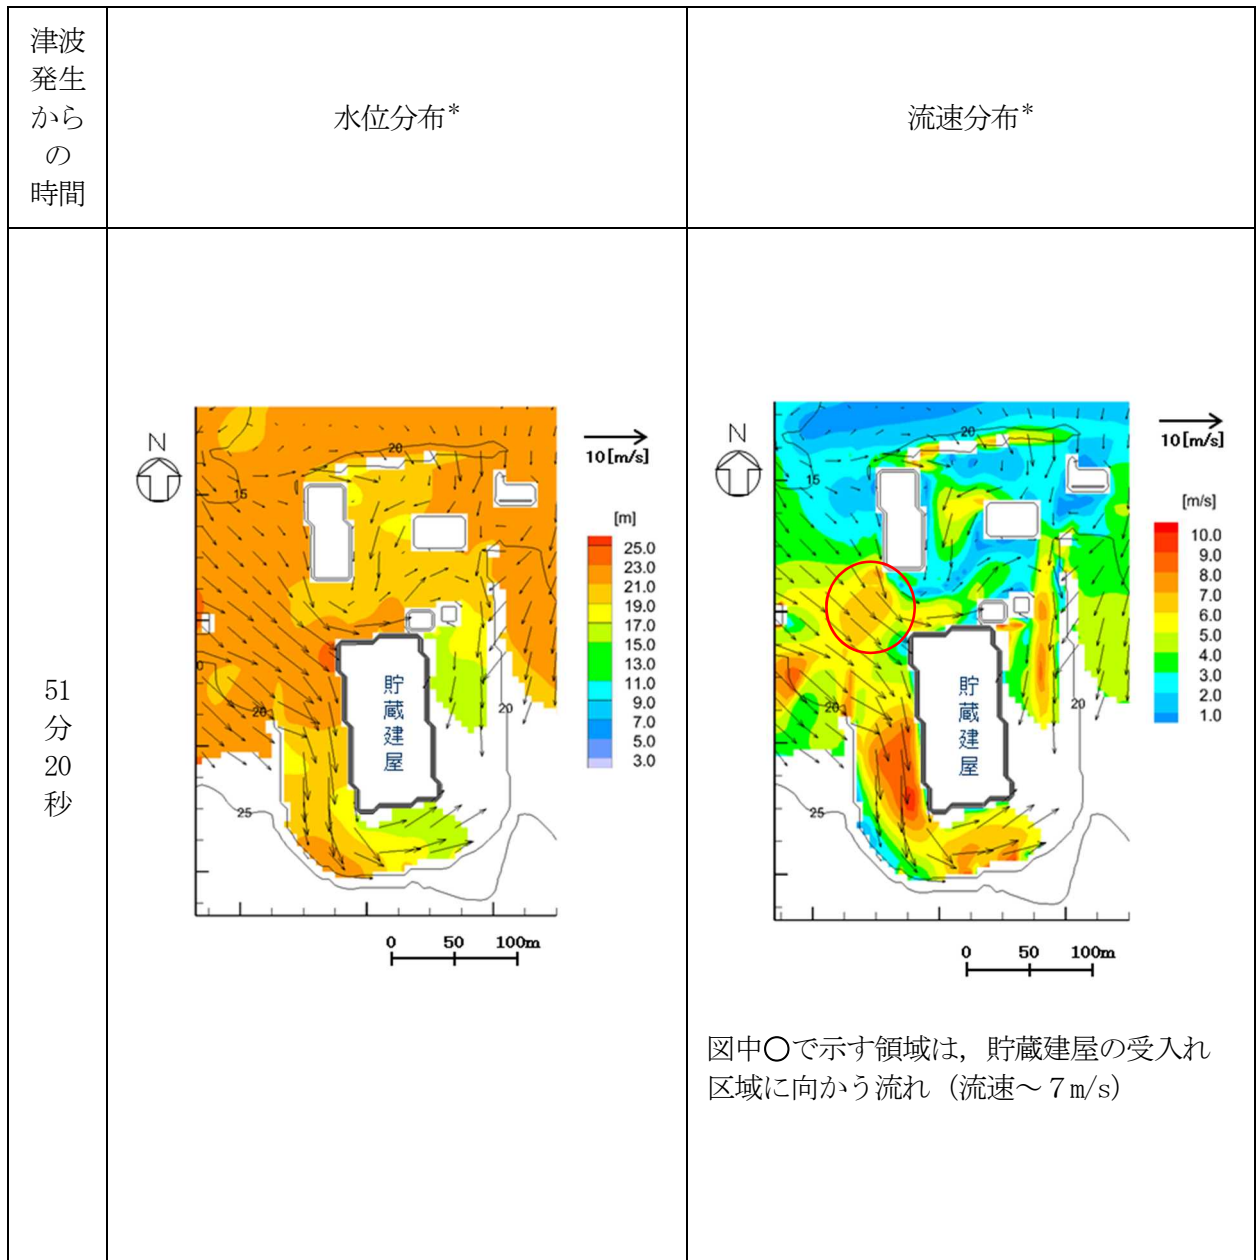 津波
発生
から
の
時間
水位分布*
流速分布*
51
分
20
秒
N
10[m/s]
[m]
25.0
23.0
21.0
19.0
17.0
15.0
13.0
11.0
9.0
7.0
5.0
3.0
20
15
20
20
25
貯
蔵
建
屋
0 50 100m
N
10[m/s]
[m/s]
10.0
9.0
8.0
7.0
6.0
5.0
4.0
3.0
2.0
1.0
20
15
20
20
25
貯
蔵
建
屋
0 50 100m
図中○で示す領域は，貯蔵建屋の受入れ
区域に向かう流れ（流速～７m/s）